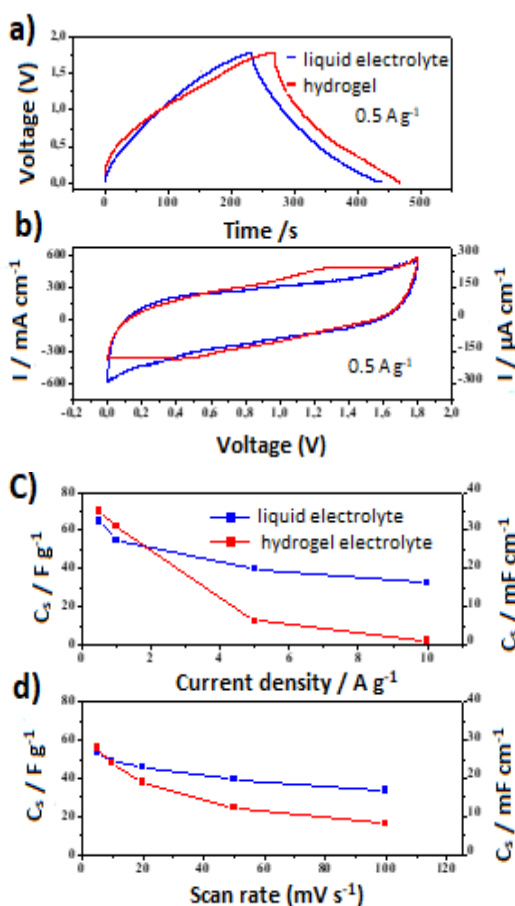 a)
2,0
1,5
1,0
0,5
0,0
Voltage (V)
liquid electrolyte
hydrogel
0.5 Ag⁻¹
0 100 200 300 400 500
Time /s
b)
600
300
0
-300
-600
I / mA cm⁻¹
300
200
100
0
-100
-200
-300
I / µA cm⁻¹
0.5 Ag⁻¹
-0,2 0,0 0,2 0,4 0,6 0,8 1,0 1,2 1,4 1,6 1,8 2,0
Voltage (V)
C)
80
60
40
20
0
Cₛ / F g⁻¹
liquid electrolyte
hydrogel electrolyte
40
30
20
10
0
Cₛ / mF cm⁻¹
0 2 4 6 8 10
Current density / A g⁻¹
d)
80
60
40
20
0
Cₛ / F g⁻¹
40
30
20
10
0
Cₛ / mF cm⁻¹
0 20 40 60 80 100 120
Scan rate (mV s⁻¹)